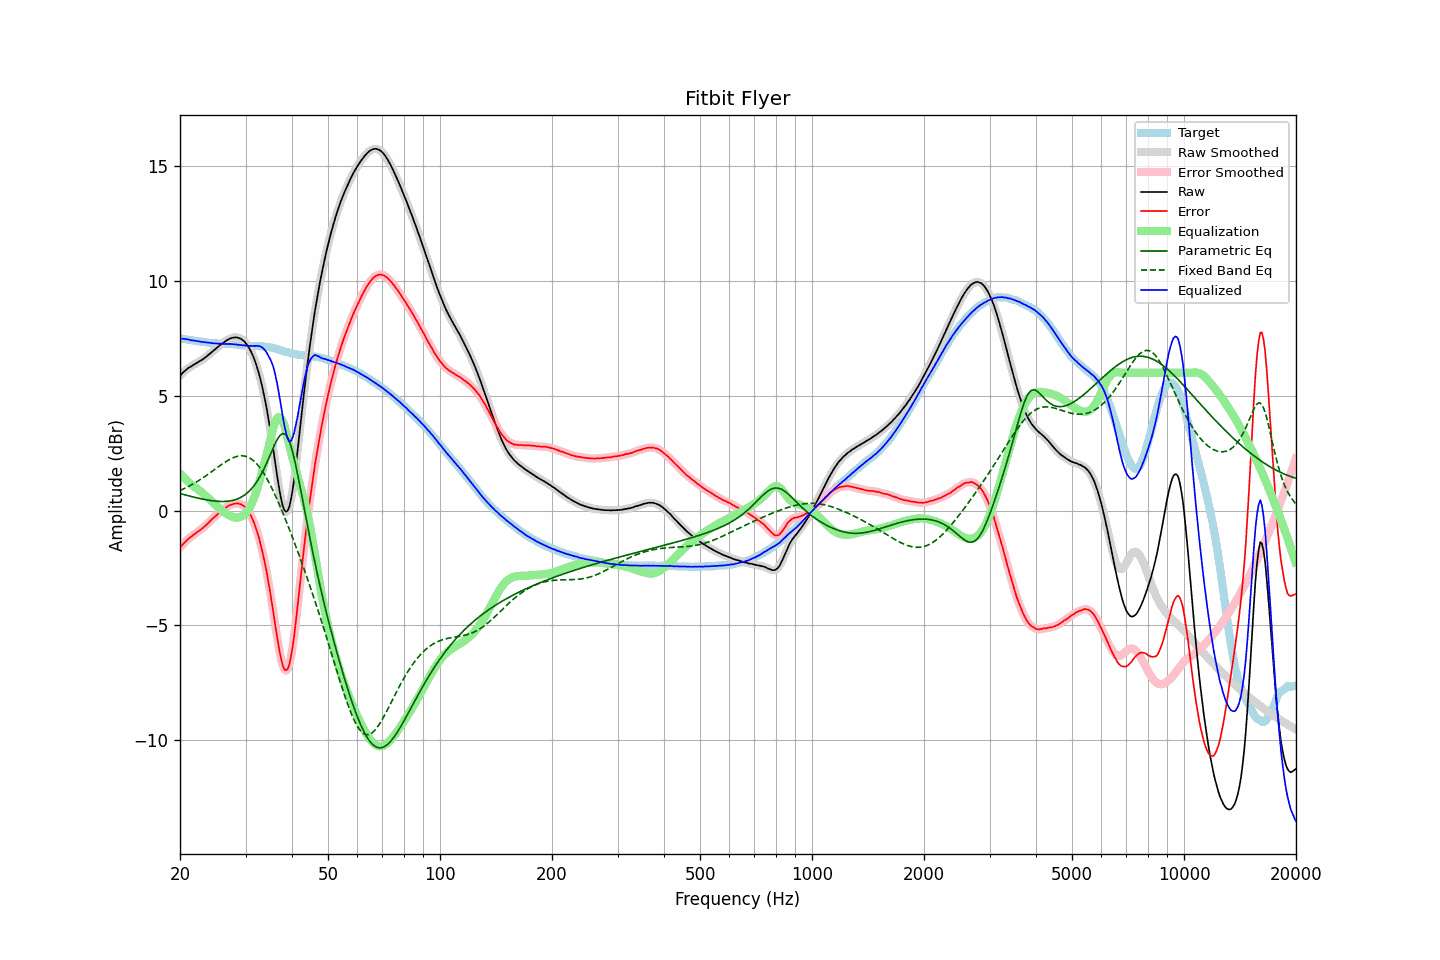 Fitbit Flyer
Amplitude (dBr)
15
10
5
0
−5
−10
Target
Raw Smoothed
Error Smoothed
Raw
Error
Equalization
Parametric Eq
Fixed Band Eq
Equalized
20
50
100
200
500
1000
2000
5000
10000
20000
Frequency (Hz)